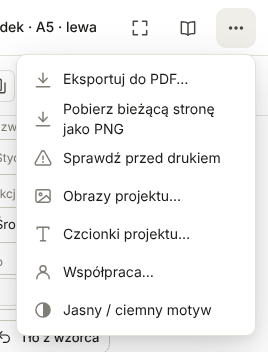 dek · A5 · lewa
Eksportuj do PDF...
Pobierz bieżącą stronę
jako PNG
Sprawdź przed drukiem
Obrazy projektu...
Czcionki projektu...
Współpraca...
Jasny / ciemny motyw
Tło z wzorca